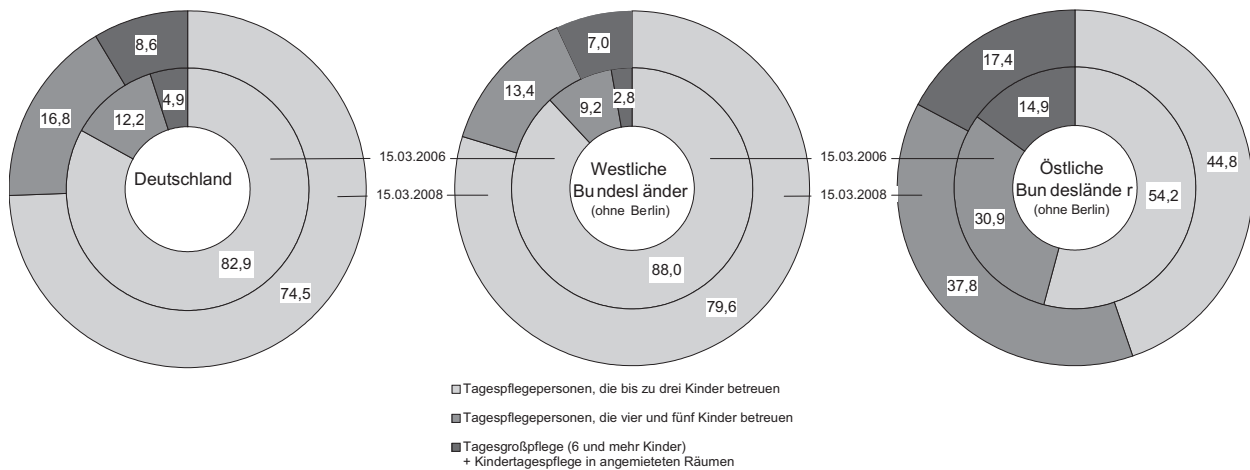 8,6
4,9
16,8
12,2
Deutschland
82,9
74,5
15.03.2006
15.03.2008
7,0
13,4
9,2
2,8
Westliche
Bundesländer
(ohne Berlin)
88,0
79,6
15.03.2006
15.03.2008
17,4
14,9
Östliche
Bundesländer
(ohne Berlin)
44,8
54,2
30,9
37,8
Tagespflegepersonen, die bis zu drei Kinder betreuen
Tagespflegepersonen, die vier und fünf Kinder betreuen
Tagesgroßpflege (6 und mehr Kinder)
+ Kindertagespflege in angemieteten Räumen